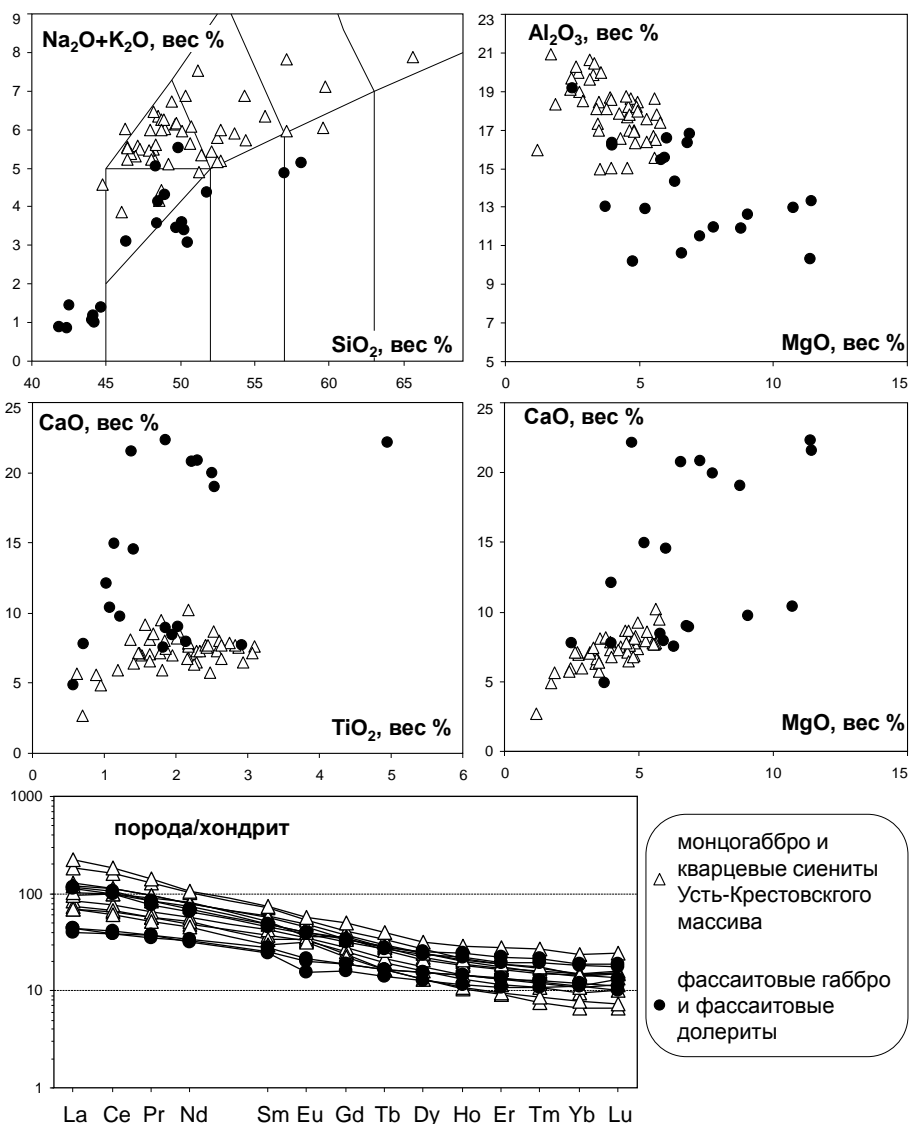 9
8
7
6
5
4
3
2
1
0
Na2O+K2O, вес %
SiO2, вес %
40 45 50 55 60 65
23
21
19
17
15
13
11
9
7
5
Al2O3, вес %
MgO, вес %
0 5 10 15
25
20
15
10
5
0
CaO, вес %
TiO2, вес %
0 1 2 3 4 5 6
25
20
15
10
5
0
CaO, вес %
MgO, вес %
0 5 10 15
1000
100
10
1
порода/хондрит
La Ce Pr Nd Sm Eu Gd Tb Dy Ho Er Tm Yb Lu
монцогаббро и
кварцевые сиениты
Усть-Крестовскгого
массива
фассаитовые габбро
и фассаитовые
долериты